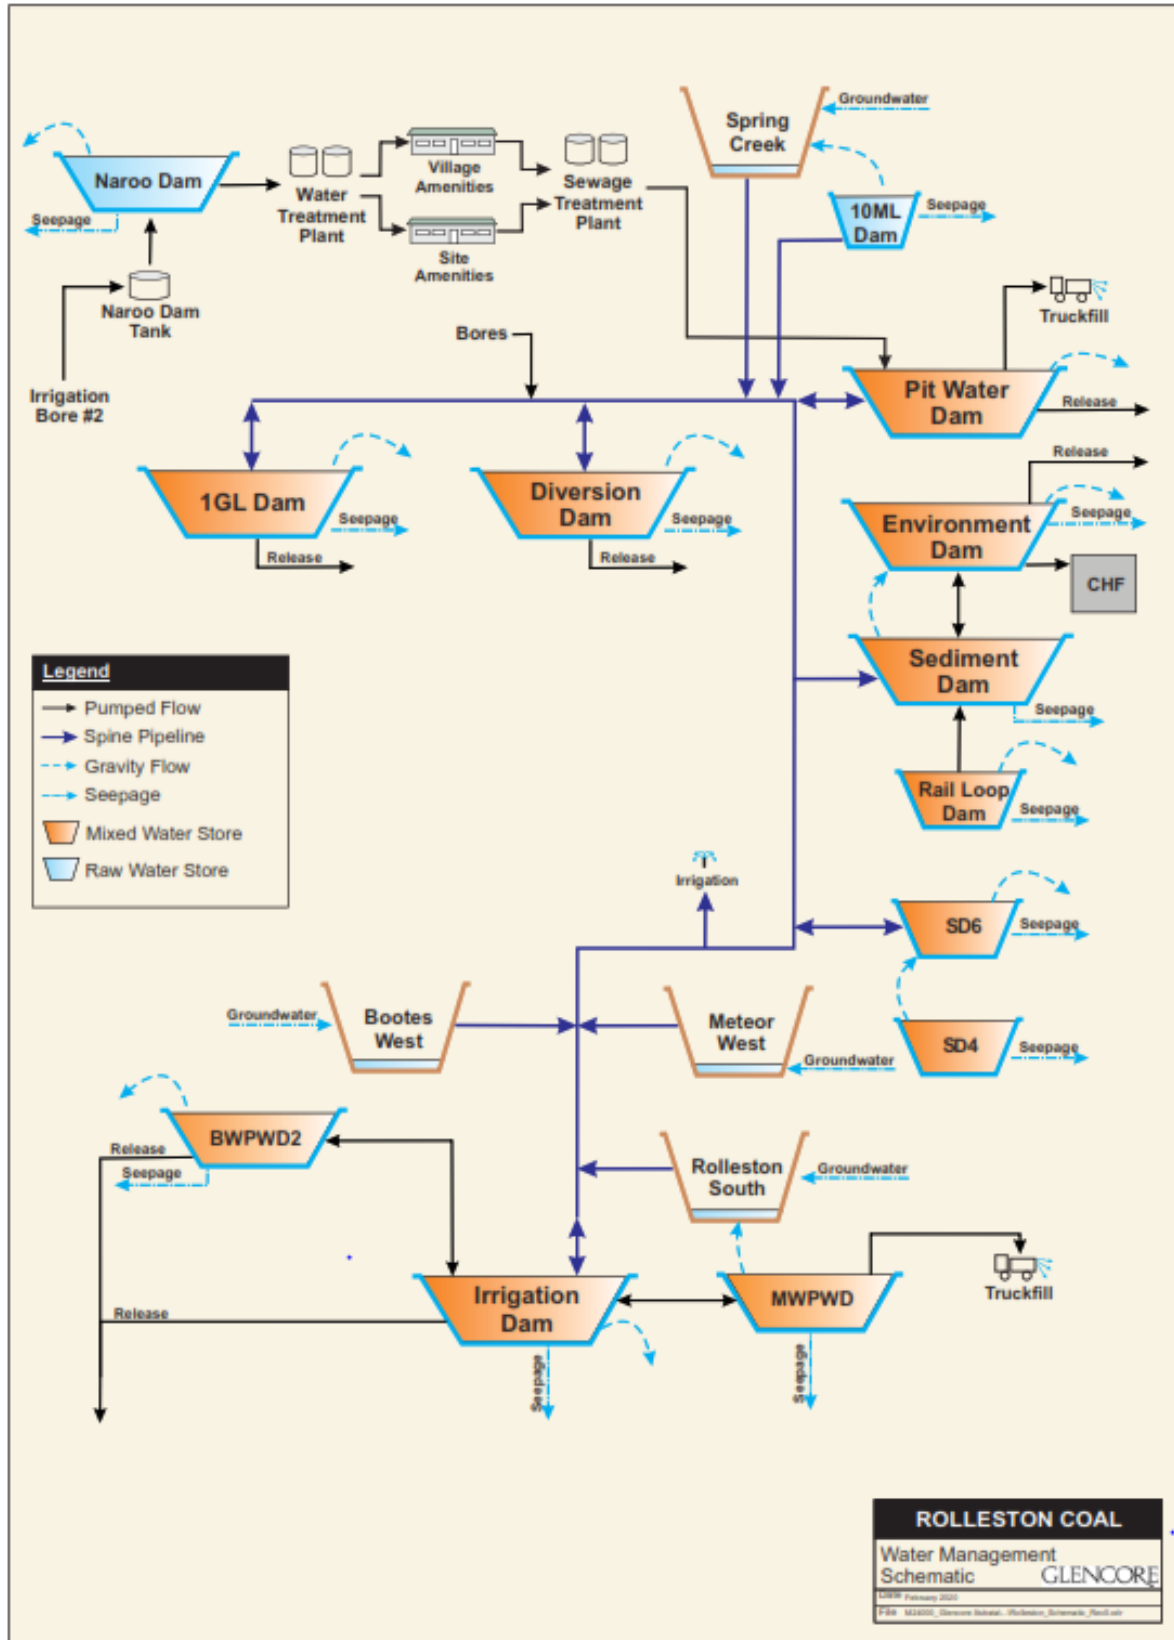 Groundwater
Spring
Creek
Naroo Dam
Seepage
Water
Treatment
Plant
Village
Amenities
Site
Amenities
Sewage
Treatment
Plant
10ML
Dam
Seepage
Naroo Dam
Tank
Irrigation
Bore #2
Bores
Truckfill
Pit Water
Dam
Release
Release
1GL Dam
Seepage
Release
Diversion
Dam
Seepage
Release
Environment
Dam
Seepage
CHF
Sediment
Dam
Seepage
Rail Loop
Dam
Seepage
Legend
Pumped Flow
Spine Pipeline
Gravity Flow
Seepage
Mixed Water Store
Raw Water Store
Irrigation
SD6
Seepage
SD4
Seepage
Groundwater
Bootes
West
Meteor
West
Groundwater
BWPWD2
Release
Seepage
Rolleston
South
Groundwater
Irrigation
Dam
Release
Seepage
MWPWD
Seepage
Truckfill
ROLLESTON COAL
Water Management
Schematic
GLENCORE
Date February 2020
File